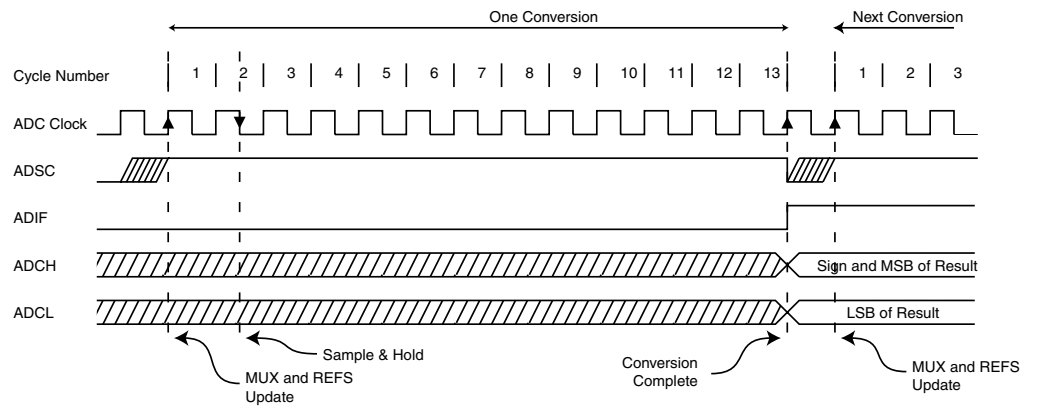 One Conversion
Next Conversion
Cycle Number 1 2 3 4 5 6 7 8 9 10 11 12 13 1 2 3
ADC Clock
ADSC
ADIF
ADCH Sign and MSB of Result
ADCL LSB of Result
MUX and REFS
Update
Sample & Hold
Conversion
Complete
MUX and REFS
Update